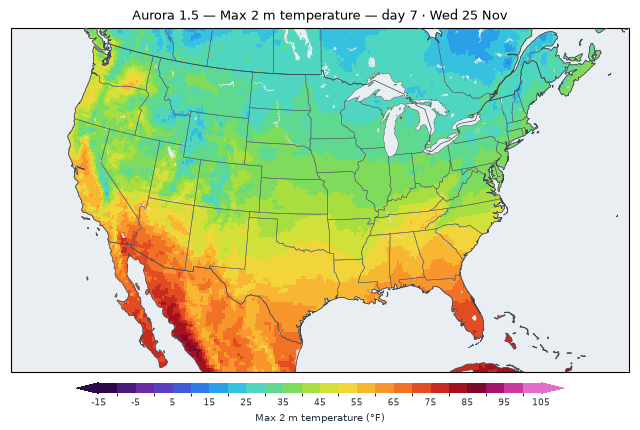 Aurora 1.5 — Max 2 m temperature — day 7 · Wed 25 Nov
-15 -5 5 15 25 35 45 55 65 75 85 95 105
Max 2 m temperature (°F)